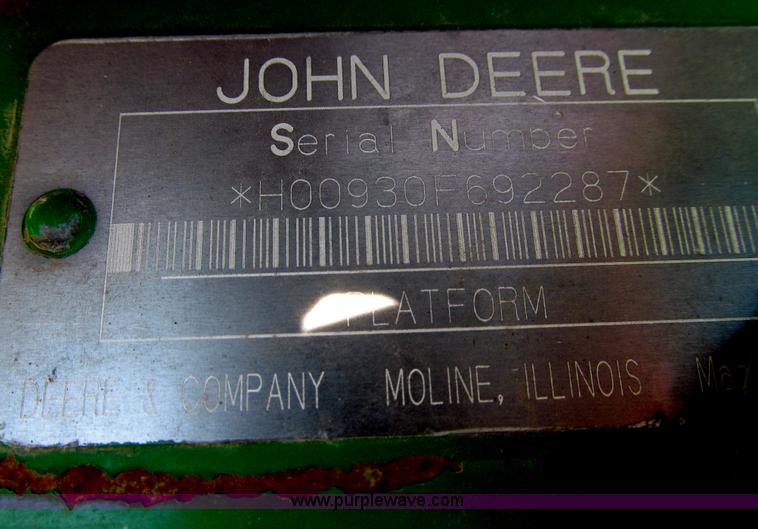 JOHN DEERE
Serial Number
*H00930F692287*
PLATFORM
DEERE & COMPANY MOLINE, ILLINOIS
www.purplewave.com